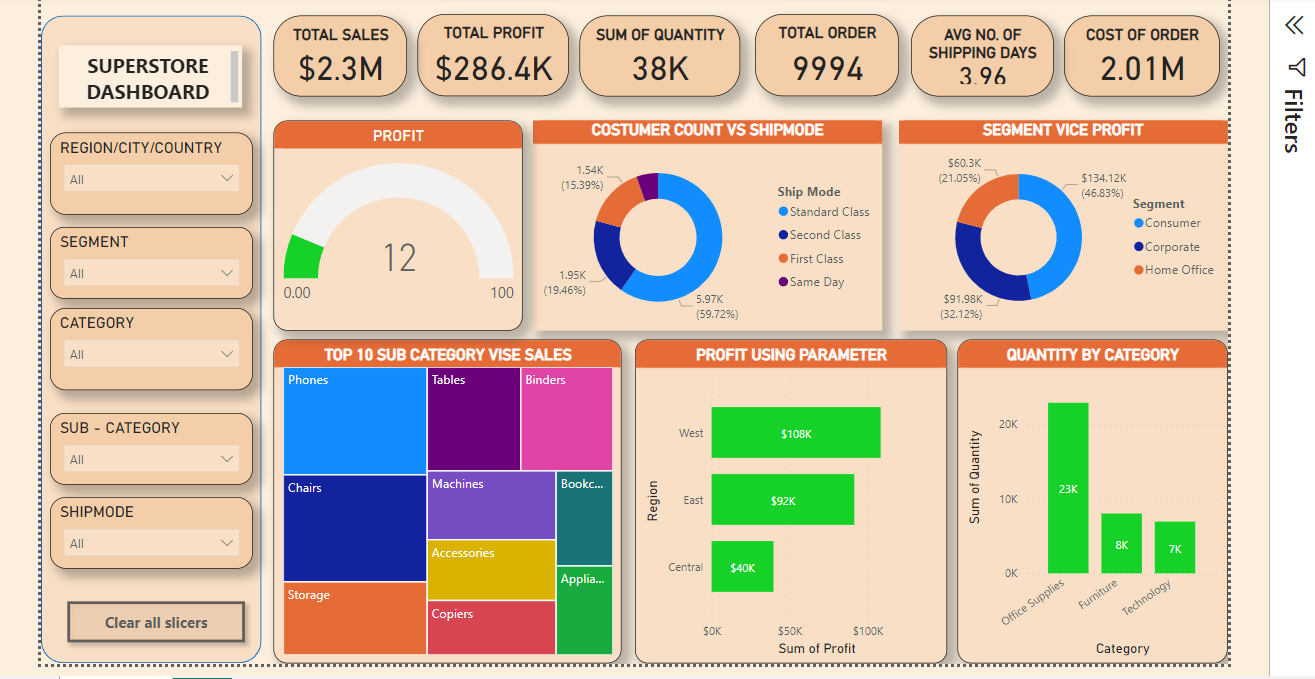 SUPERSTORE
DASHBOARD
REGION/CITY/COUNTRY
All
SEGMENT
All
CATEGORY
All
SUB - CATEGORY
All
SHIPMODE
All
Clear all slicers
TOTAL SALES
$2.3M
TOTAL PROFIT
$286.4K
SUM OF QUANTITY
38K
TOTAL ORDER
9994
AVG NO. OF
SHIPPING DAYS
3.96
COST OF ORDER
2.01M
Filters
PROFIT
12
0.00
100
COSTUMER COUNT VS SHIPMODE
1.54K
(15.39%)
1.95K
(19.46%)
5.97K
(59.72%)
Ship Mode
Standard Class
Second Class
First Class
Same Day
SEGMENT VICE PROFIT
$60.3K
(21.05%)
$134.12K
(46.83%)
$91.98K
(32.12%)
Segment
Consumer
Corporate
Home Office
TOP 10 SUB CATEGORY VISE SALES
Phones
Chairs
Storage
Tables
Binders
Machines
Accessories
Copiers
Bookc...
Applia...
PROFIT USING PARAMETER
Region
West
$108K
East
$92K
Central
$40K
$0K
$50K
$100K
Sum of Profit
QUANTITY BY CATEGORY
Sum of Quantity
20K
10K
0K
23K
8K
7K
Office Supplies
Furniture
Technology
Category